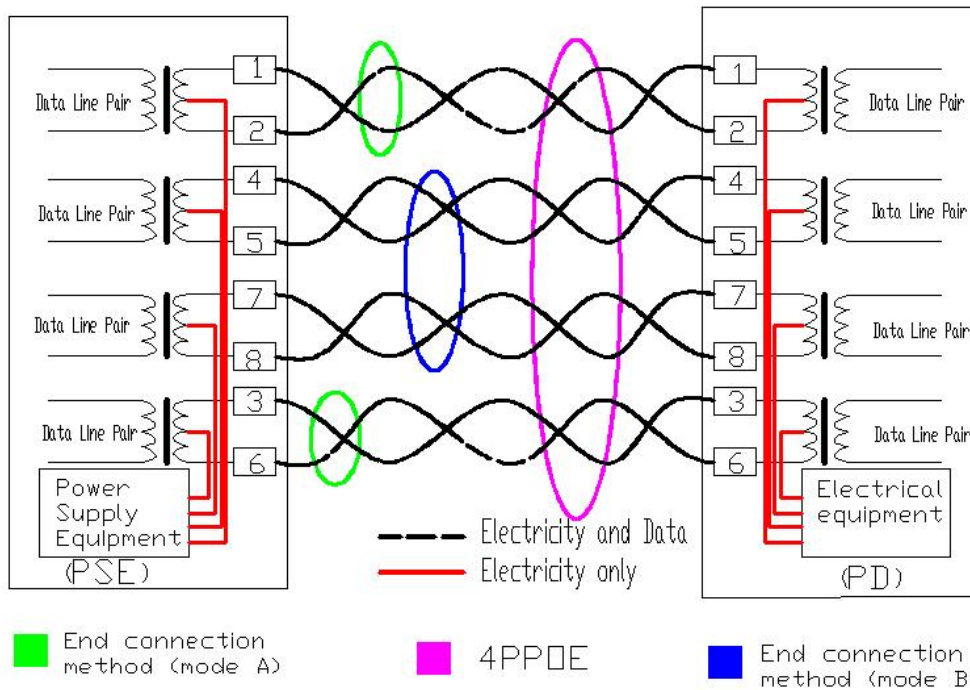 1 1
Data Line Pair Data Line Pair
2 2
4 4
Data Line Pair Data Line Pair
5 5
7 7
Data Line Pair Data Line Pair
8 8
3 3
Data Line Pair Data Line Pair
6 6
Power
Supply
Equlpment
(PSE)
Electrical
equipment
(PD)
Electricity and Data
Electricity only
End connection
method (mode A)
4PPOE
End connection
method (mode B